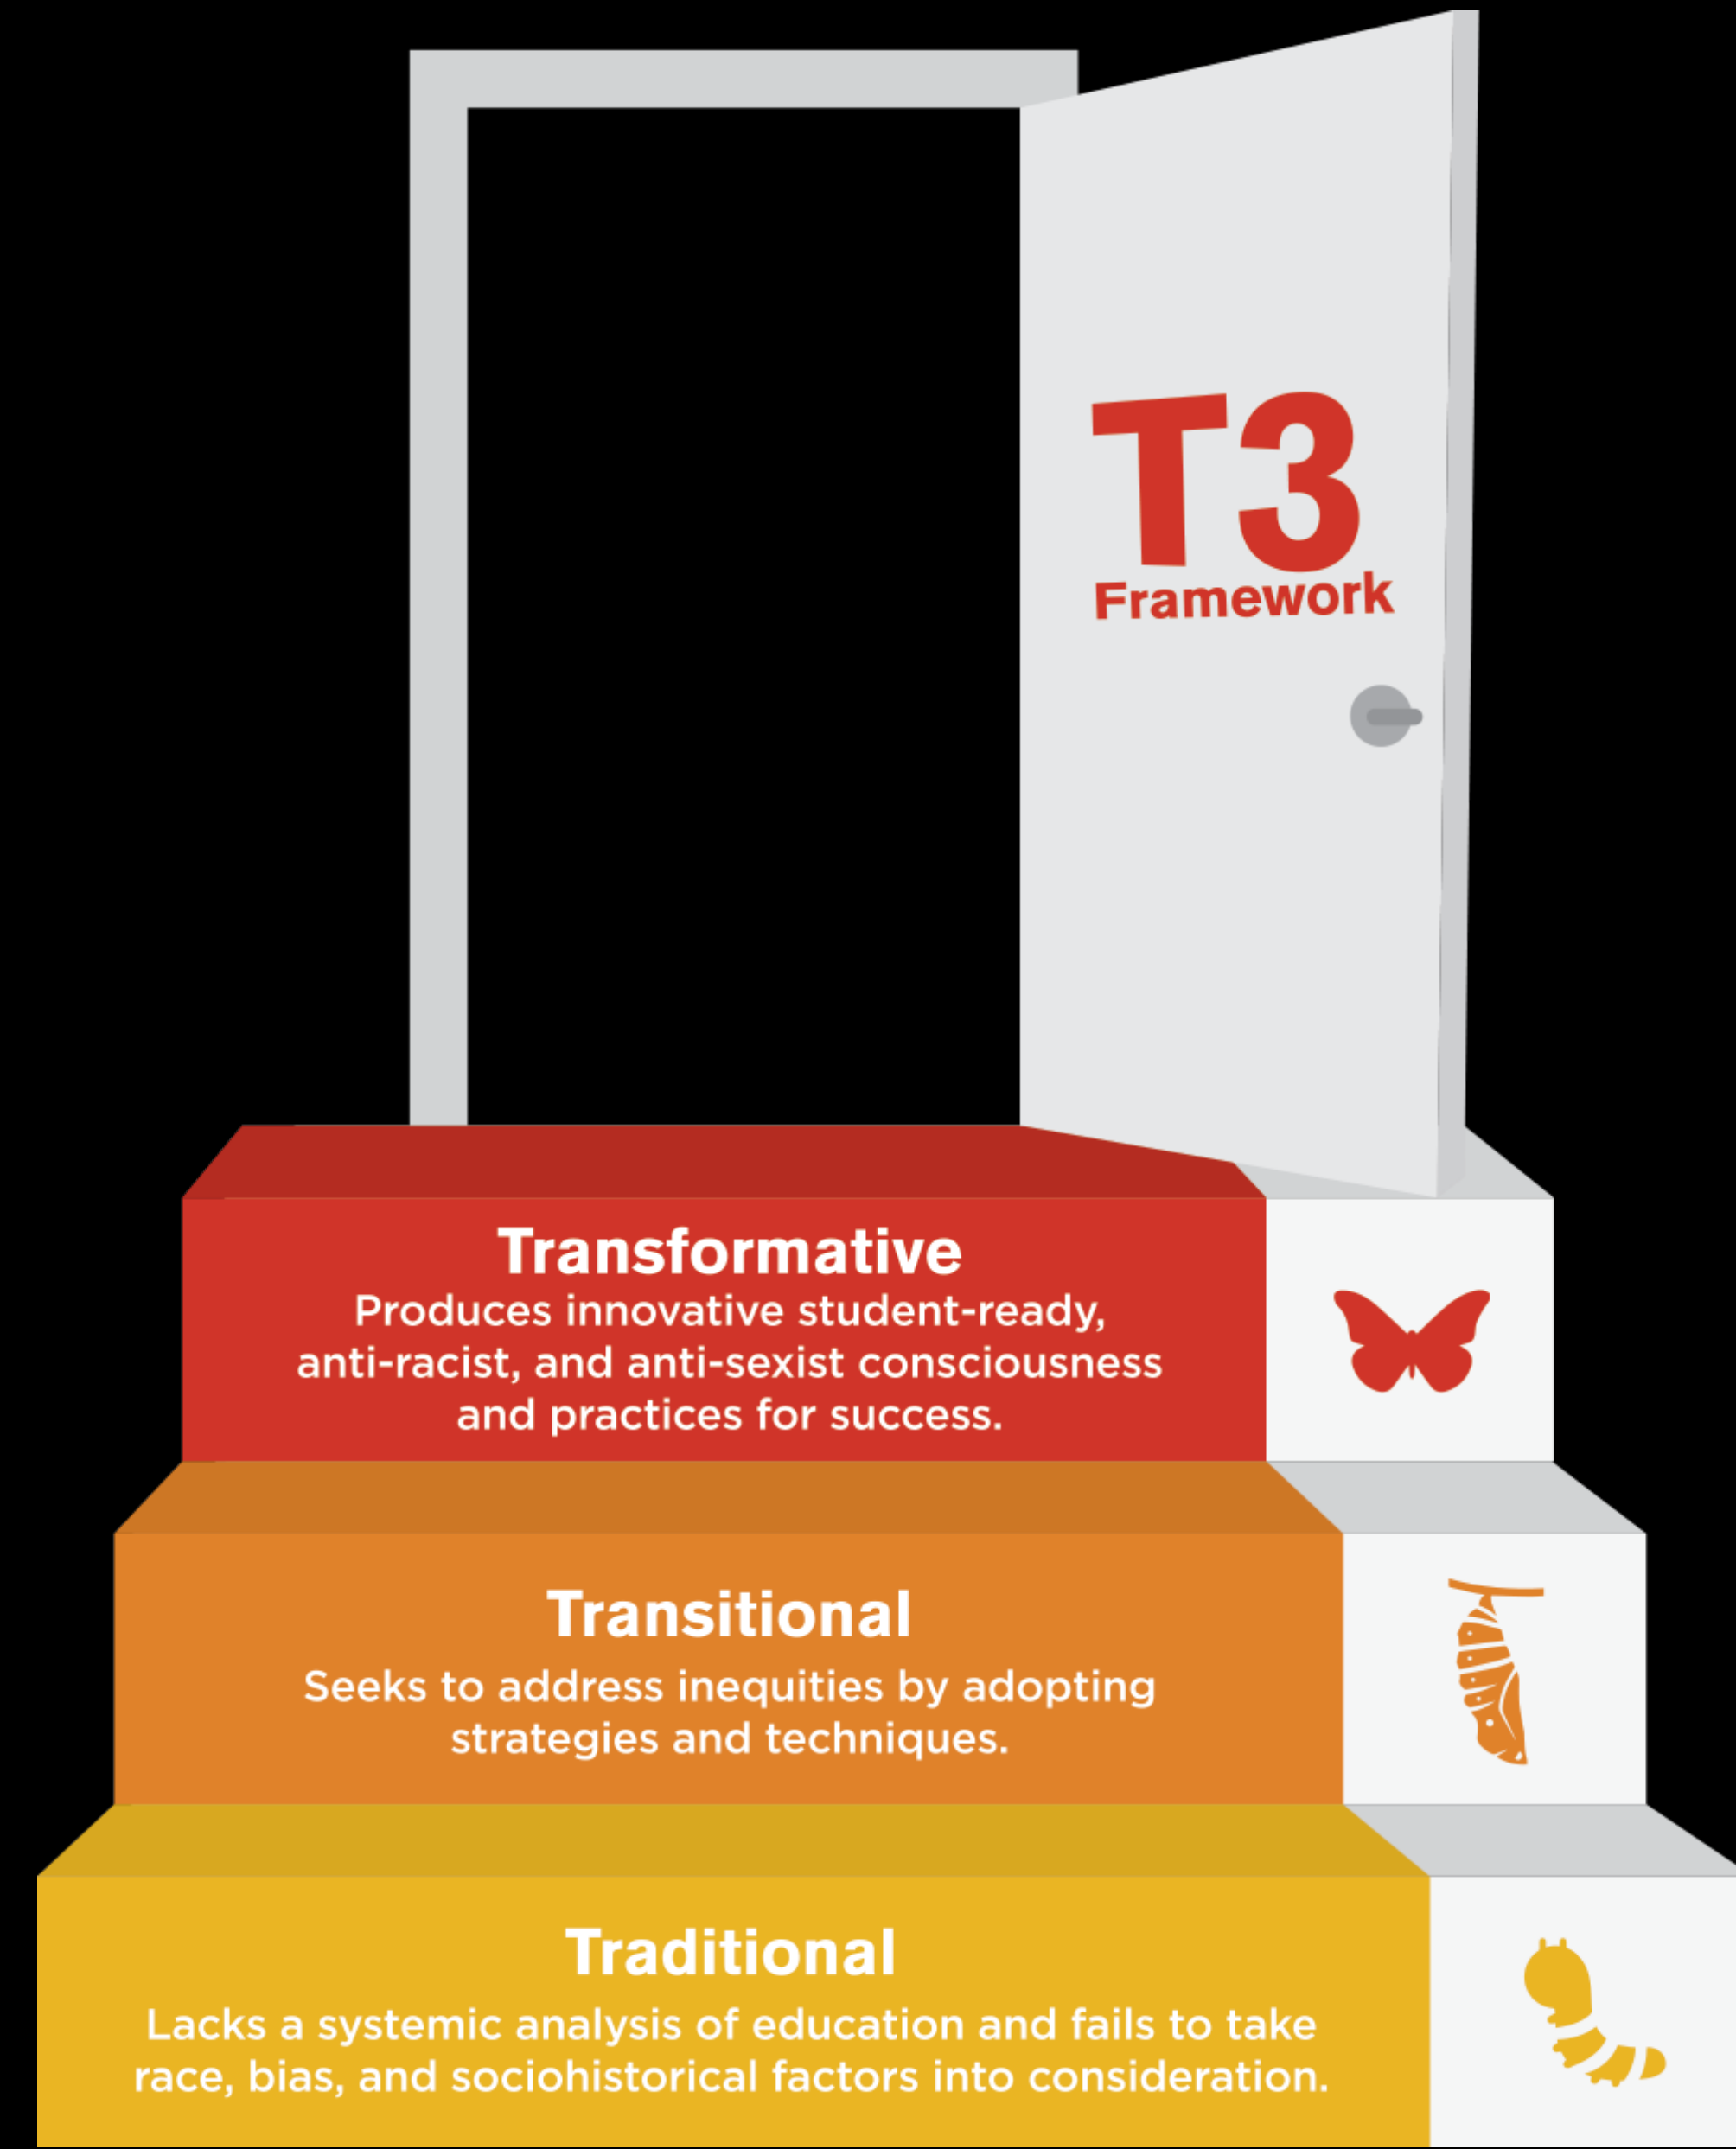 T3
Framework
Transformative
Produces innovative student-ready,
anti-racist, and anti-sexist consciousness
and practices for success.
Transitional
Seeks to address inequities by adopting
strategies and techniques.
Traditional
Lacks a systemic analysis of education and fails to take
race, bias, and sociohistorical factors into consideration.